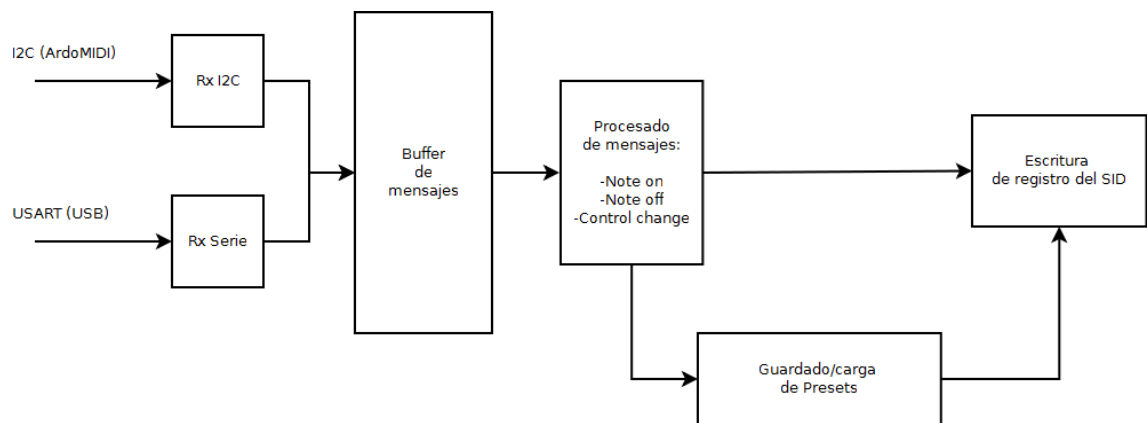 I2C (ArdoMIDI)
Rx I2C
USART (USB)
Rx Serie
Buffer
de
mensajes
Procesado
de mensajes:
-Note on
-Note off
-Control change
Escritura
de registro del SID
Guardado/carga
de Presets